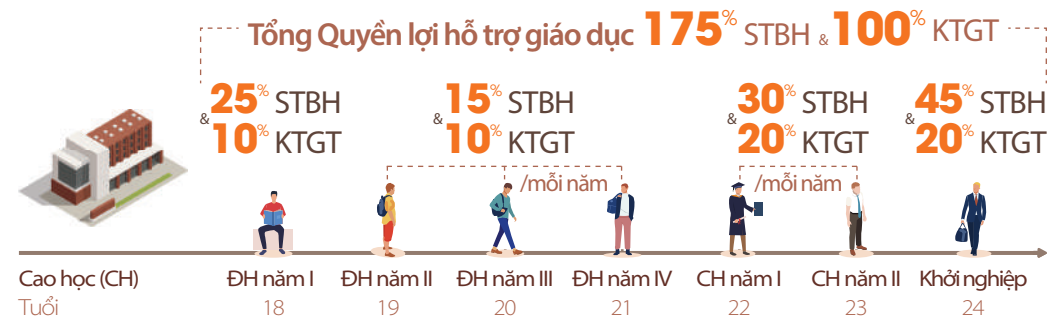 Tổng Quyền lợi hỗ trợ giáo dục 175% STBH & 100% KTGT
25% STBH
& 10% KTGT
15% STBH
& 10% KTGT
/mỗi năm
30% STBH
& 20% KTGT
/mỗi năm
45% STBH
& 20% KTGT
Cao học (CH) ĐH năm I ĐH năm II ĐH năm III ĐH năm IV CH năm I CH năm II Khởi nghiệp
Tuổi 18 19 20 21 22 23 24